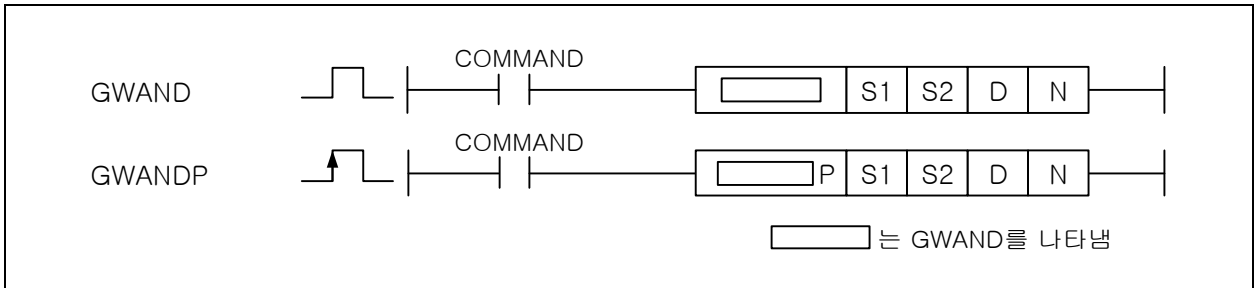 COMMAND
GWAND S1 S2 D N
COMMAND
GWANDP P S1 S2 D N
는 GWAND를 나타냄